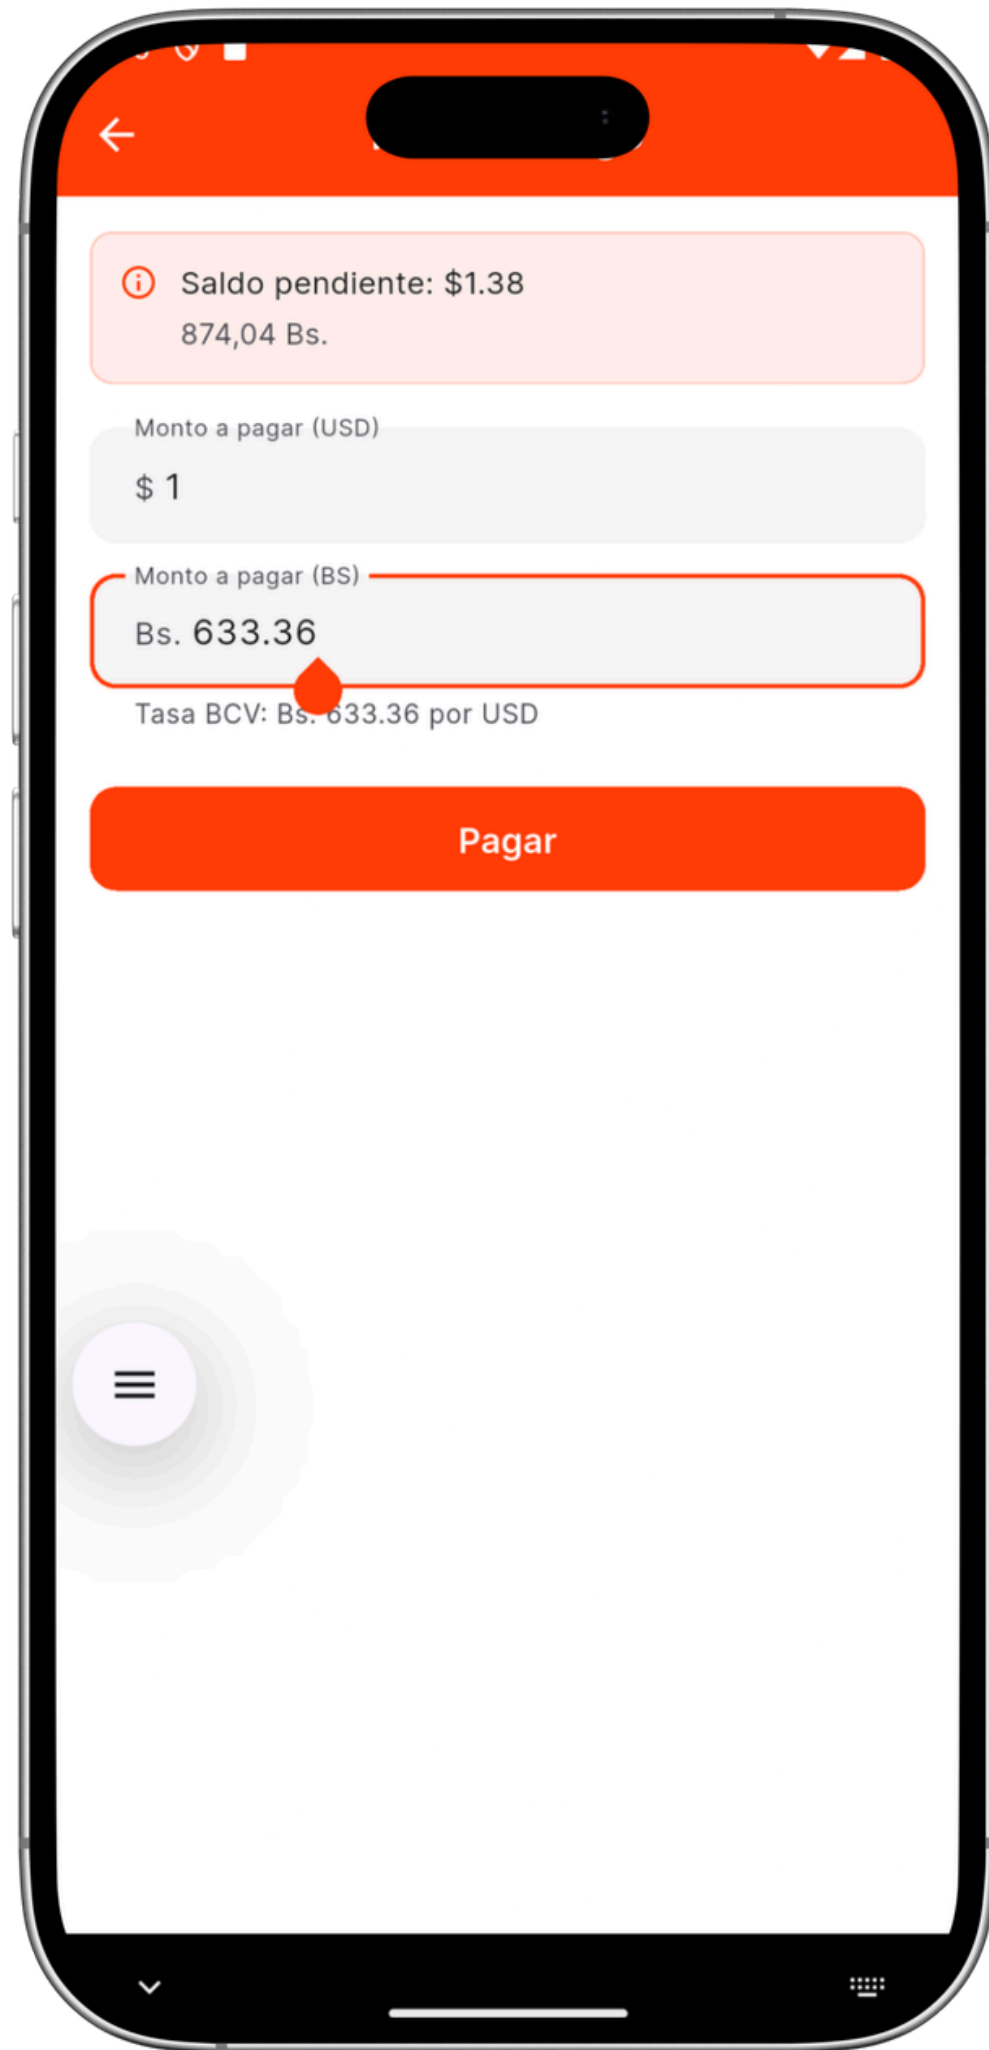 Saldo pendiente: $1.38
874,04 Bs.
Monto a pagar (USD)
$ 1
Monto a pagar (BS)
Bs. 633.36
Tasa BCV: Bs. 633.36 por USD
Pagar